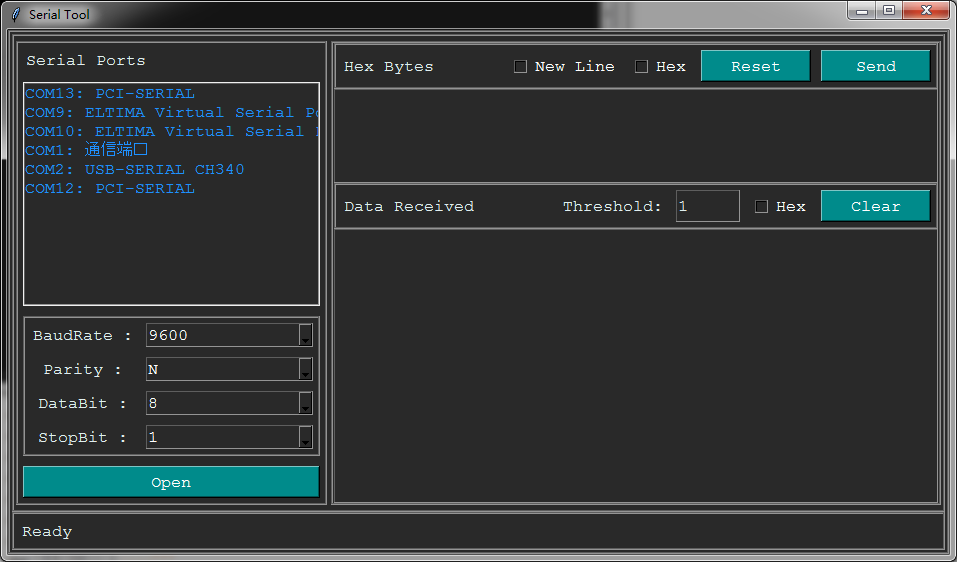 Serial Tool
Serial Ports
COM13: PCI-SERIAL
COM9: ELTIMA Virtual Serial Po
COM10: ELTIMA Virtual Serial
COM1: 通信端口
COM2: USB-SERIAL CH340
COM12: PCI-SERIAL
BaudRate : 9600
Parity : N
DataBit : 8
StopBit : 1
Open
Hex Bytes New Line Hex Reset Send
Data Received Threshold: 1 Hex Clear
Ready